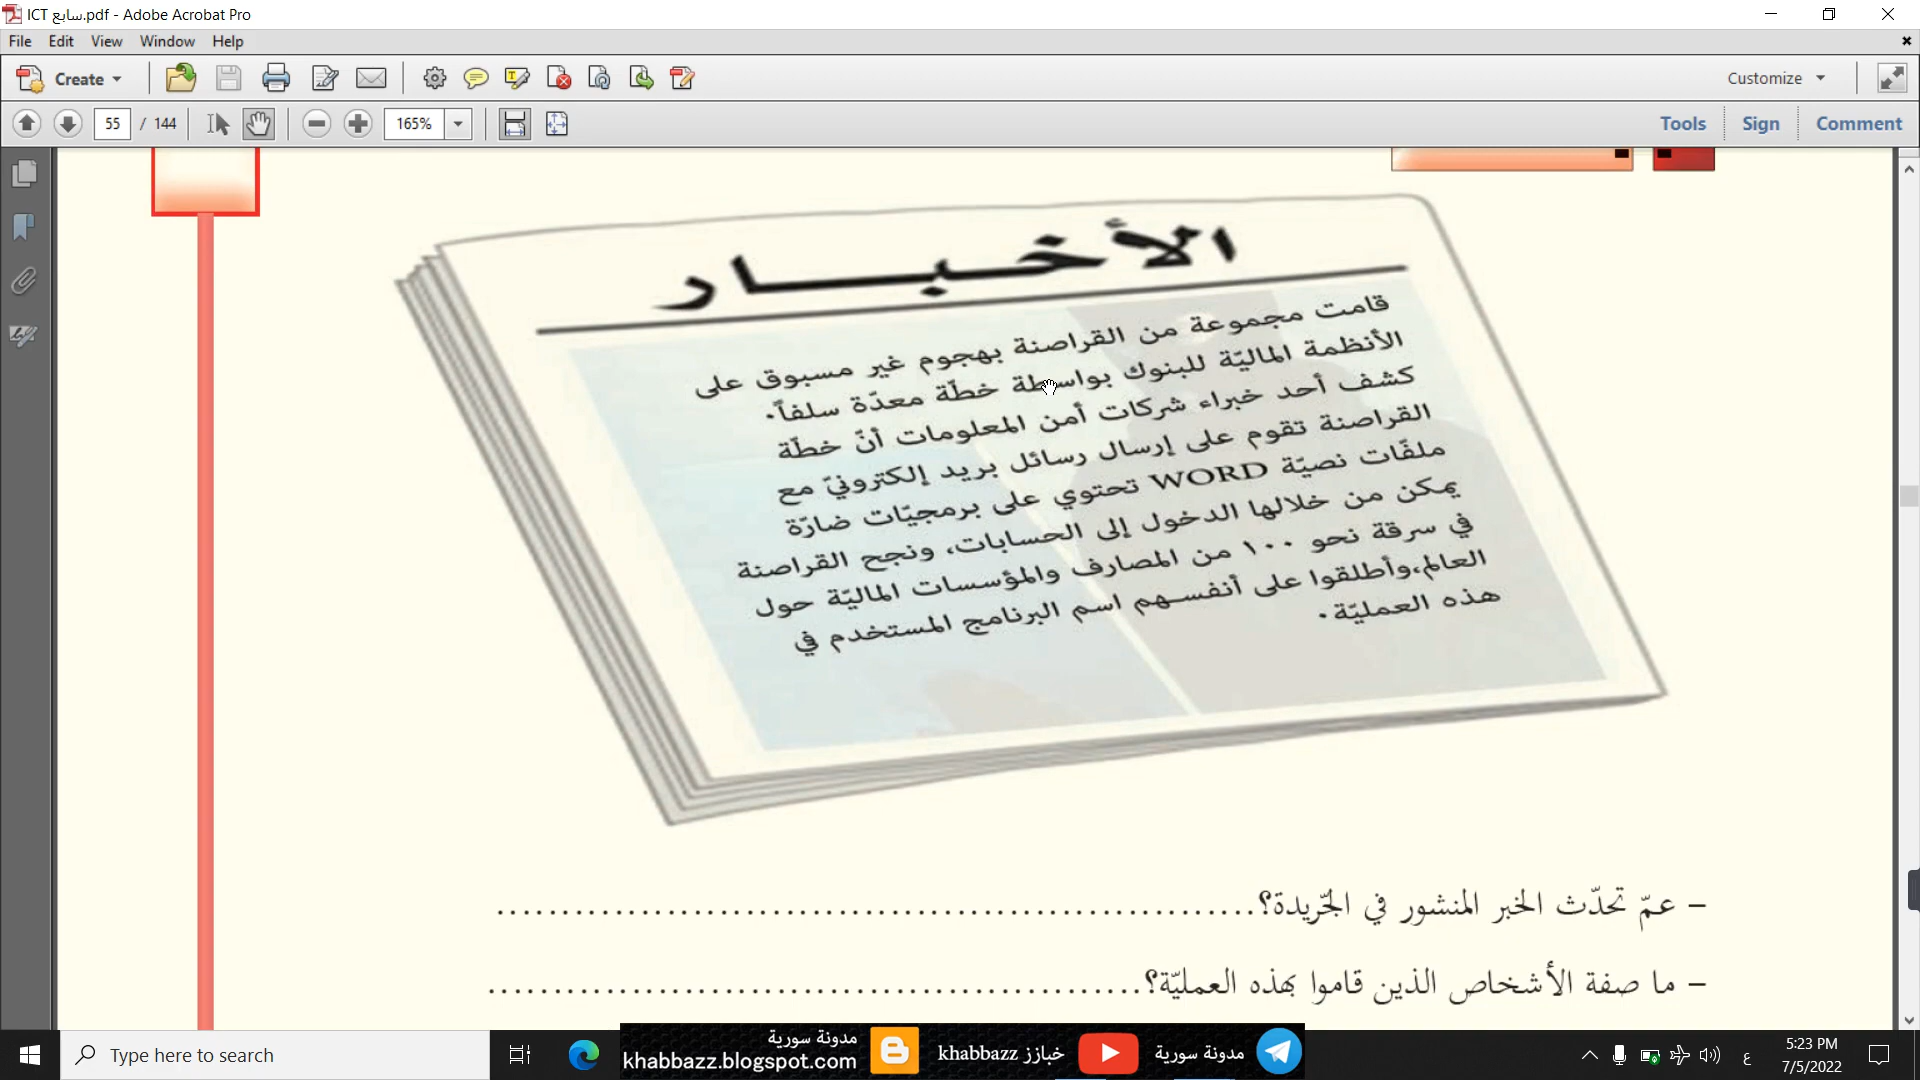 ICT سابع.pdf - Adobe Acrobat Pro
File Edit View Window Help
Create Customize
55 / 144 165% Tools Sign Comment
الأخبــــار
قامت مجموعة من القراصنة بهجوم غير مسبوق على
الأنظمة الماليّة للبنوك بواسطة خطّة معدّة سلفاً.
كشف أحد خبراء شركات أمن المعلومات أنّ خطّة
القراصنة تقوم على إرسال رسائل بريد إلكترونيّ مع
ملفّات نصيّة WORD تحتوي على برمجيّات ضارّة
يمكن من خلالها الدخول إلى الحسابات، ونجح القراصنة
في سرقة نحو ١٠٠ من المصارف والمؤسسات الماليّة حول
العالم،وأطلقوا على أنفسهم اسم البرنامج المستخدم في
هذه العمليّة.
– عمّ تحدّث الخبر المنشور في الجّريدة؟..........................................................
– ما صفة الأشخاص الذين قاموا بهذه العمليّة؟..................................................
Type here to search
مدونة سورية
khabbazz.blogspot.com
خبازز khabbazz
مدونة سورية
ع
5:23 PM
7/5/2022